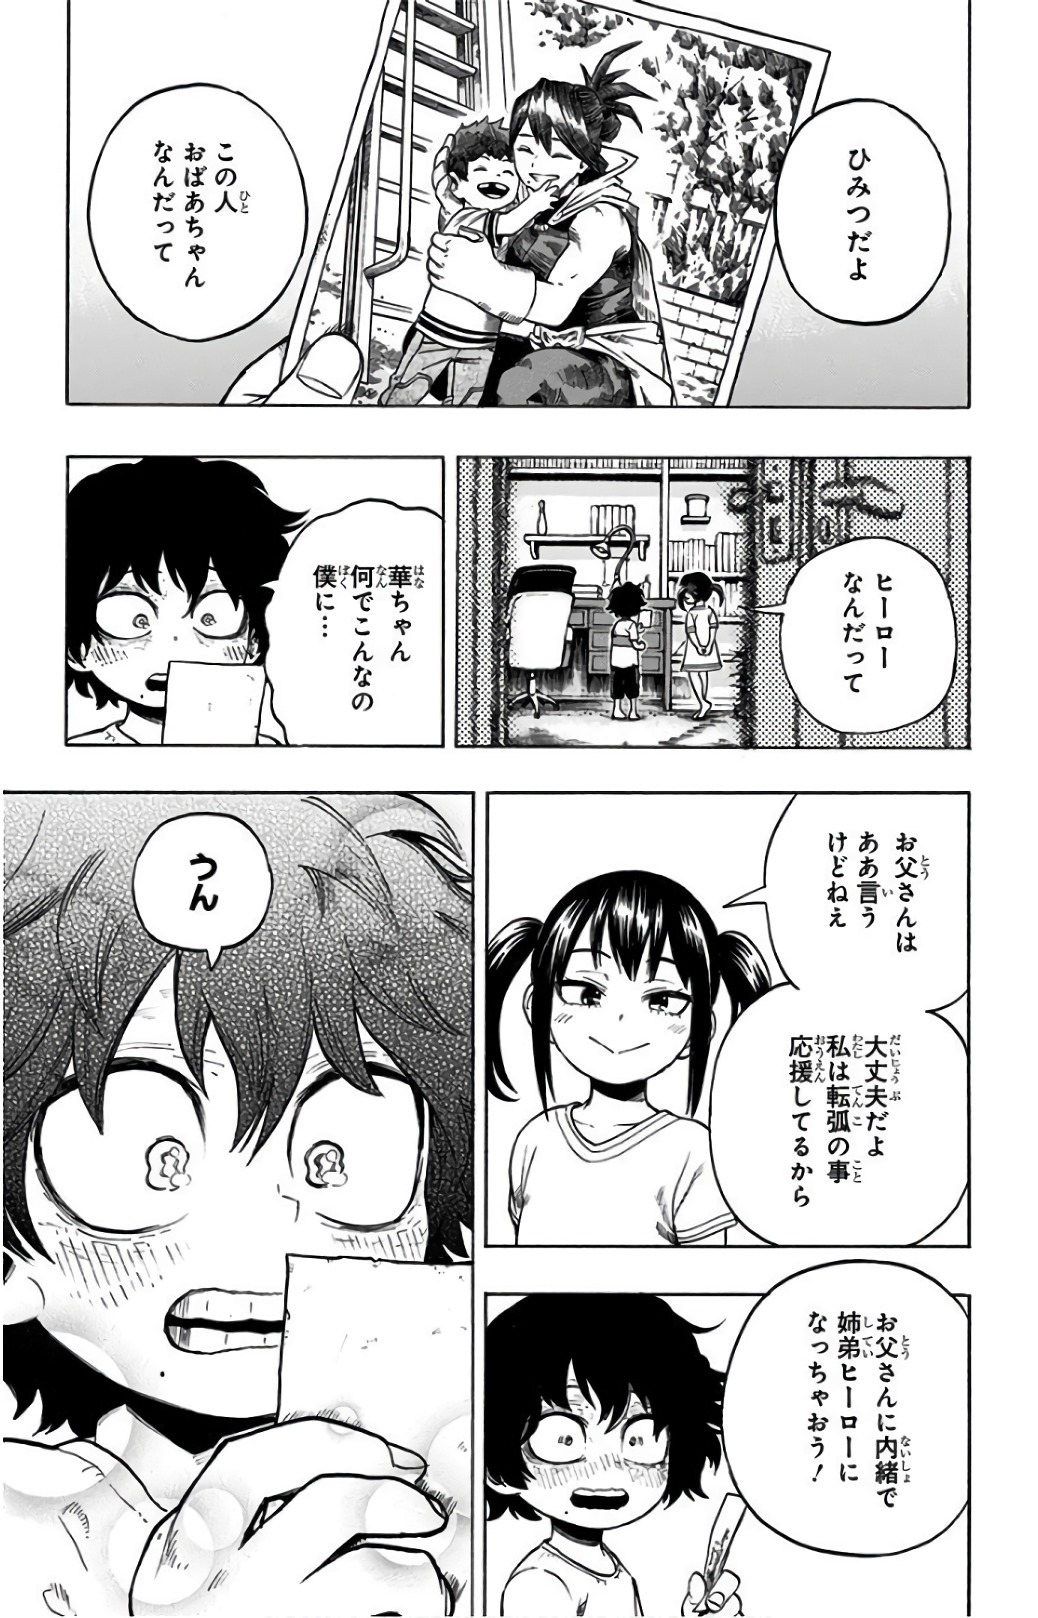 ひみつだよ
この人
おばあちゃん
なんだって
ヒーロー
なんだって
華ちゃん
何でこんなの
僕に…
お父さんは
ああ言う
けどねえ
大丈夫だよ
私は転弧の事
応援してるから
お父さんに内緒で
姉弟ヒーローに
なっちゃおう!
うん